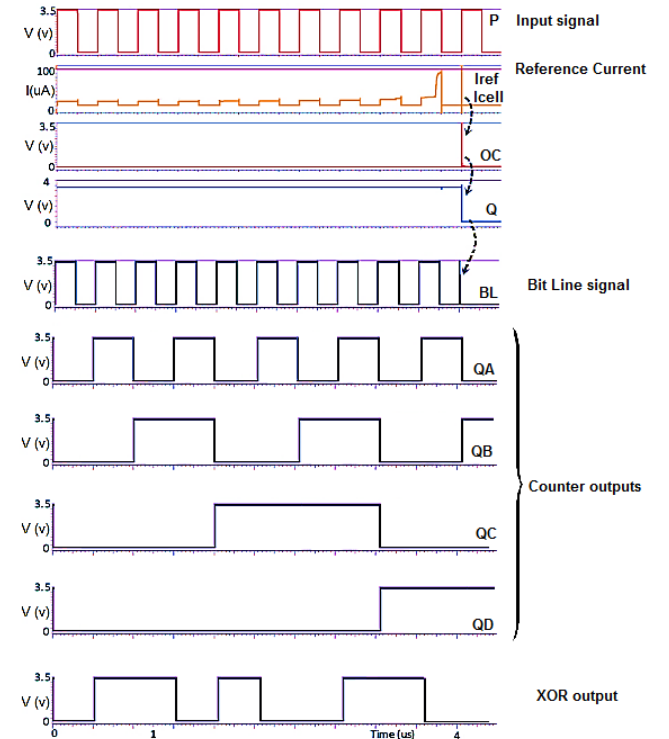 3.5 P Input signal
V (v)
0
Reference Current
100 Iref
I(uA) Icell
0
3.5
V (v)
0 OC
4
V (v)
0 Q
3.5
V (v) Bit Line signal
0 BL
3.5
V (v)
0 QA
3.5
V (v)
0 QB
Counter outputs
3.5
V (v) QC
0
3.5
V (v)
0 QD
3.5
V (v) XOR output
0
0 1 Time (us) 4